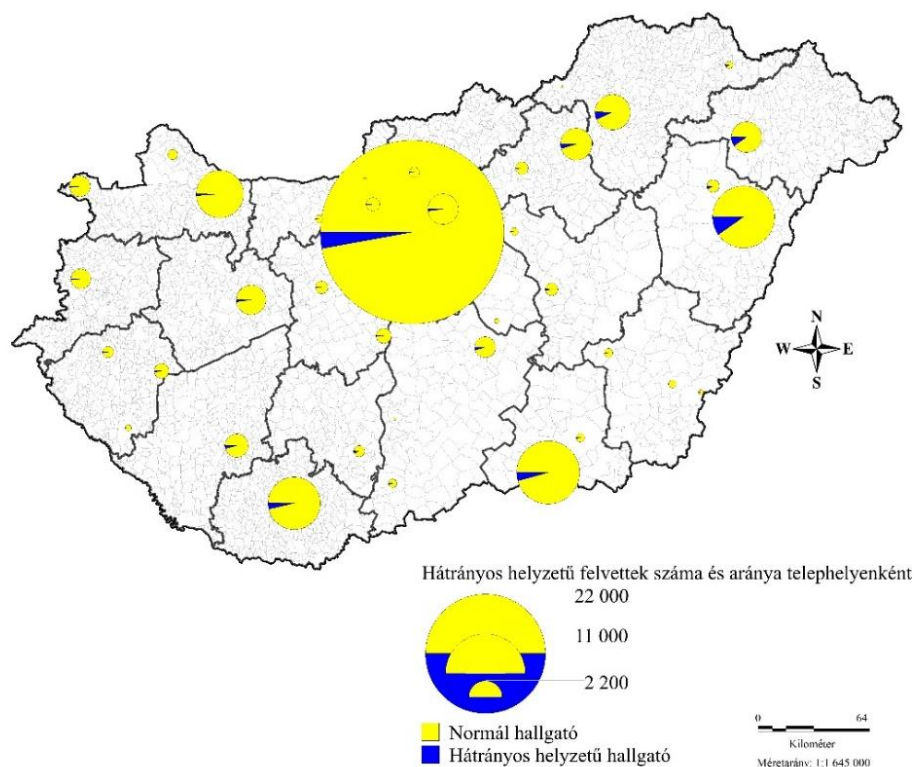 N
W E
S
Hátrányos helyzetű felvettek száma és aránya telephelyenként
22 000
11 000
2 200
Normál hallgató
Hátrányos helyzetű hallgató
0 64
Kilométer
Méretarány: 1:1 645 000